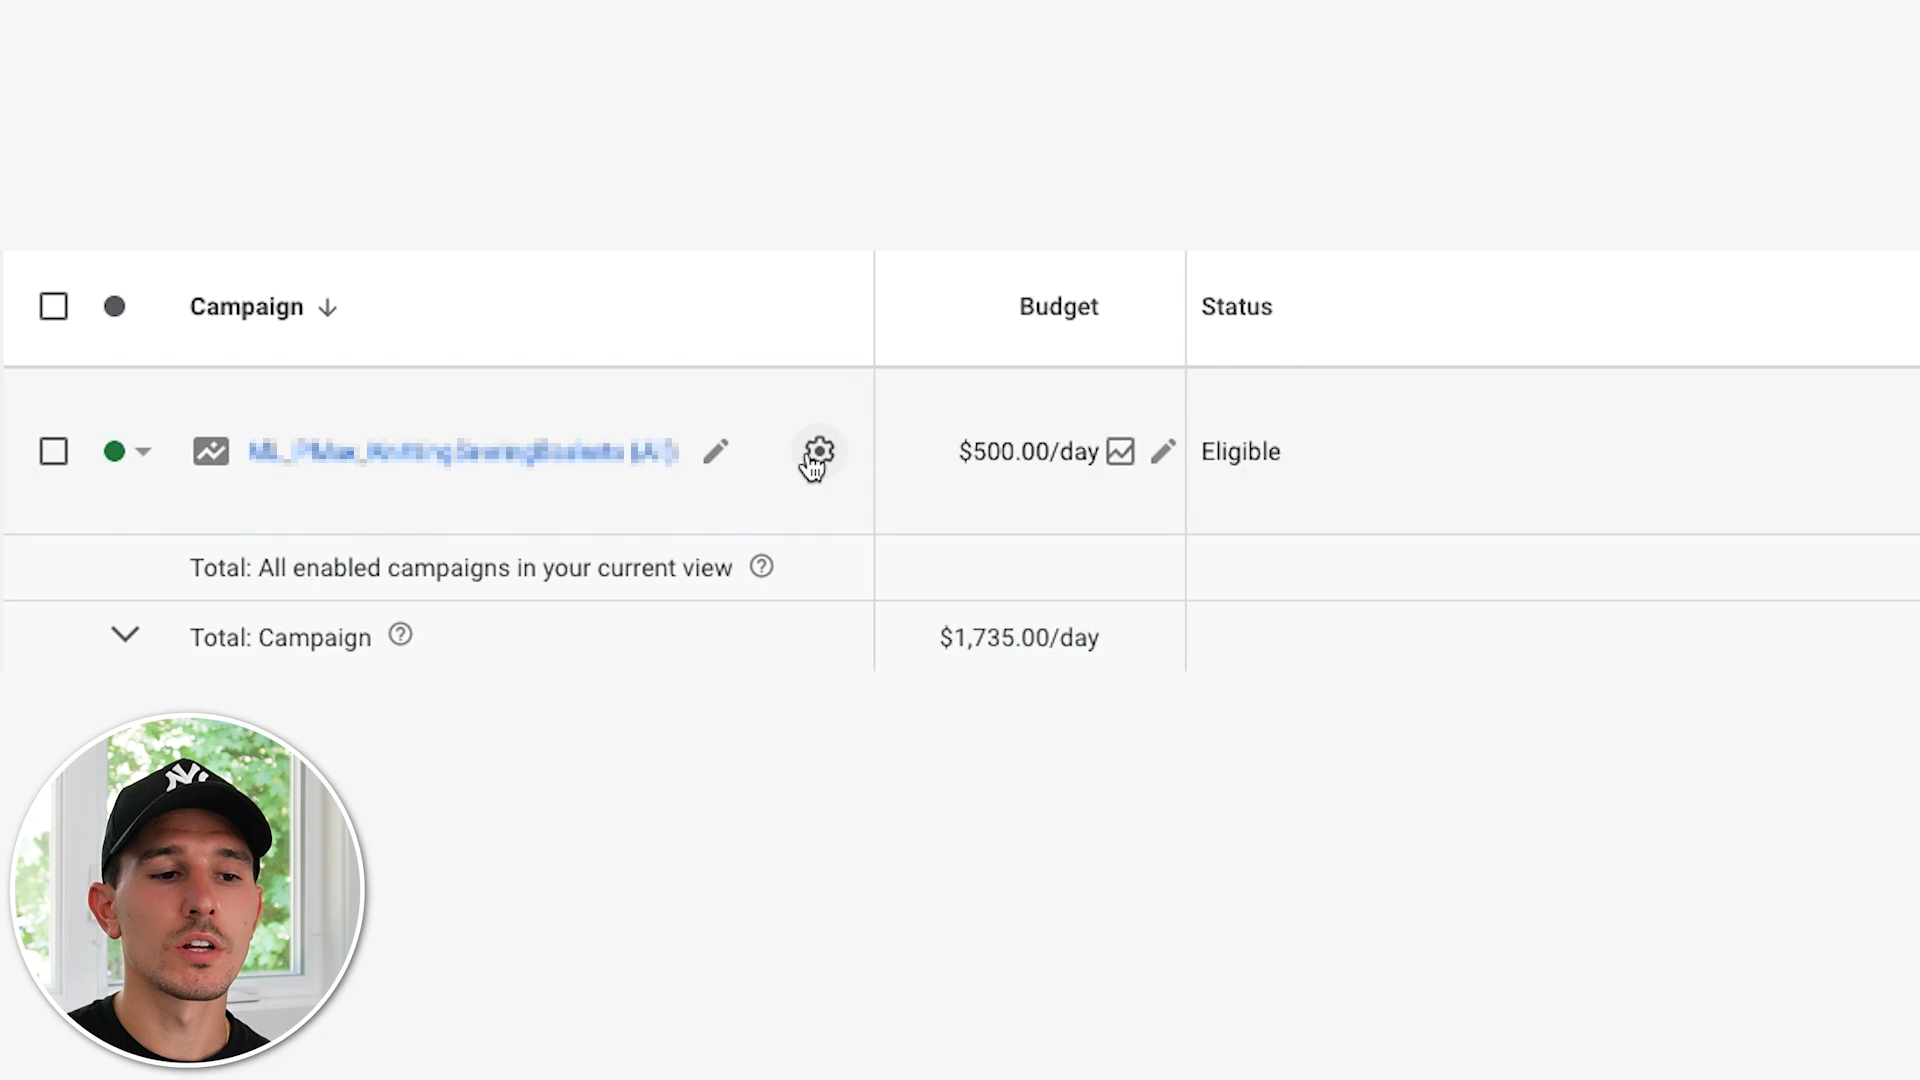 Campaign
Budget
Status
$500.00/day
Eligible
Total: All enabled campaigns in your current view
Total: Campaign
$1,735.00/day
NY